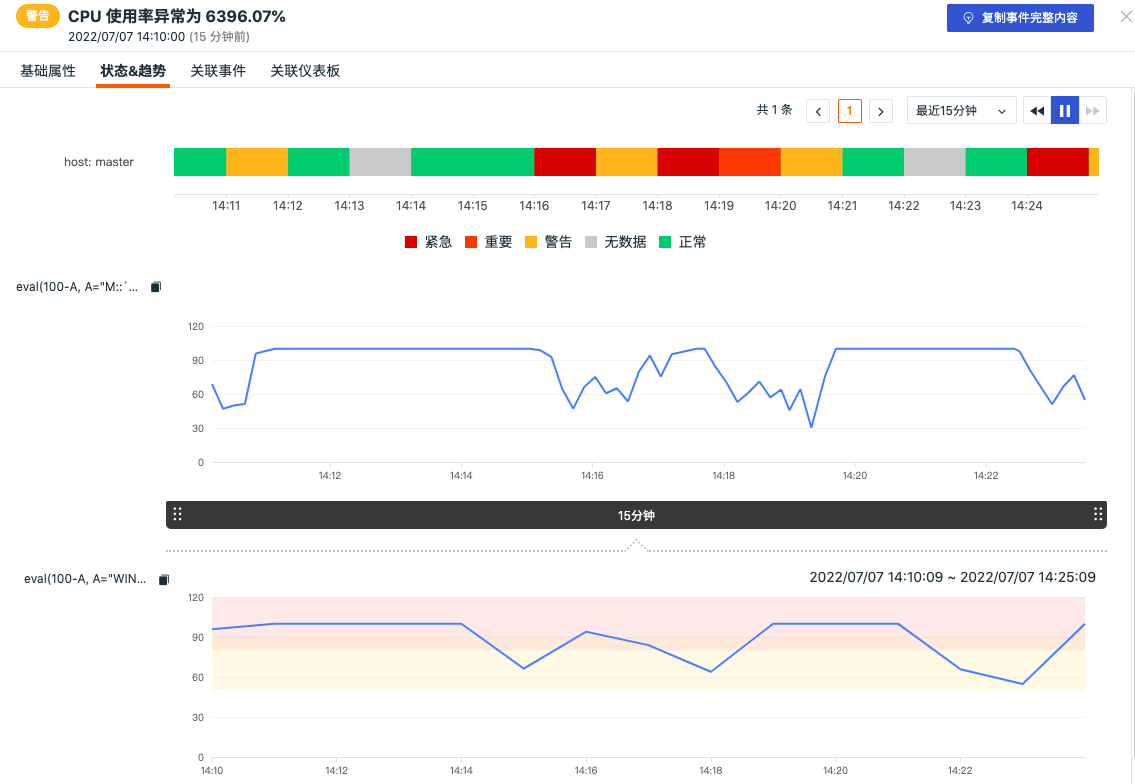 警告 CPU 使用率异常为 6396.07%
复制事件完整内容
2022/07/07 14:10:00 (15 分钟前)
基础属性 状态&趋势 关联事件 关联仪表板
共 1 条 1 最近15分钟
host: master
14:11 14:12 14:13 14:14 14:15 14:16 14:17 14:18 14:19 14:20 14:21 14:22 14:23 14:24
紧急 重要 警告 无数据 正常
eval(100-A, A="M::`...
120
90
60
30
0
14:12 14:14 14:16 14:18 14:20 14:22
15分钟
eval(100-A, A="WIN...
2022/07/07 14:10:09 ~ 2022/07/07 14:25:09
120
90
60
30
0
14:10 14:12 14:14 14:16 14:18 14:20 14:22